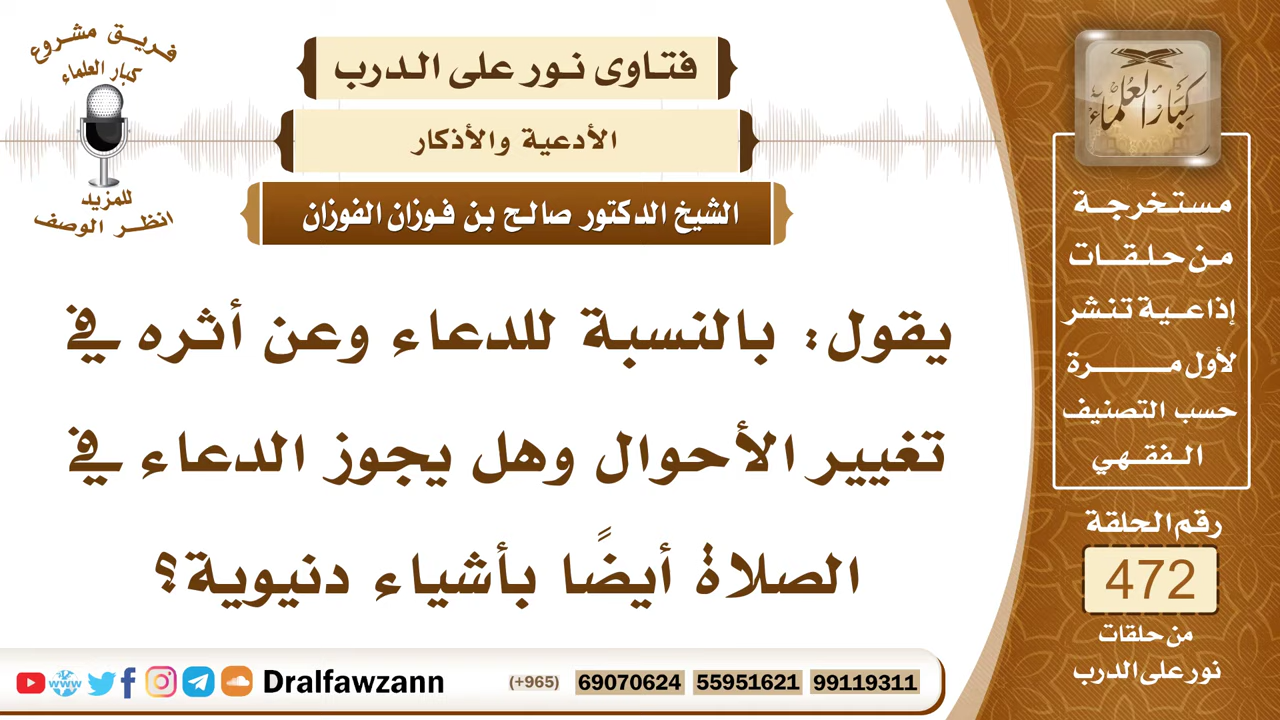 فريق مشروع
كبار العلماء
للمزيد
انظر الوصف
فتاوى نور على الدرب
الأدعية والأذكار
الشيخ الدكتور صالح بن فوزان الفوزان
يقول: بالنسبة للدعاء وعن أثره في
تغيير الأحوال وهل يجوز الدعاء في
الصلاة أيضًا بأشياء دنيوية؟
كبار العلماء
مستخرجة
من حلقات
إذاعية تنشر
لأول مرة
حسب التصنيف
الفقهي
رقم الحلقة
472
من حلقات
نور على الدرب
www Dralfawzann (+965) 69070624 55951621 99119311